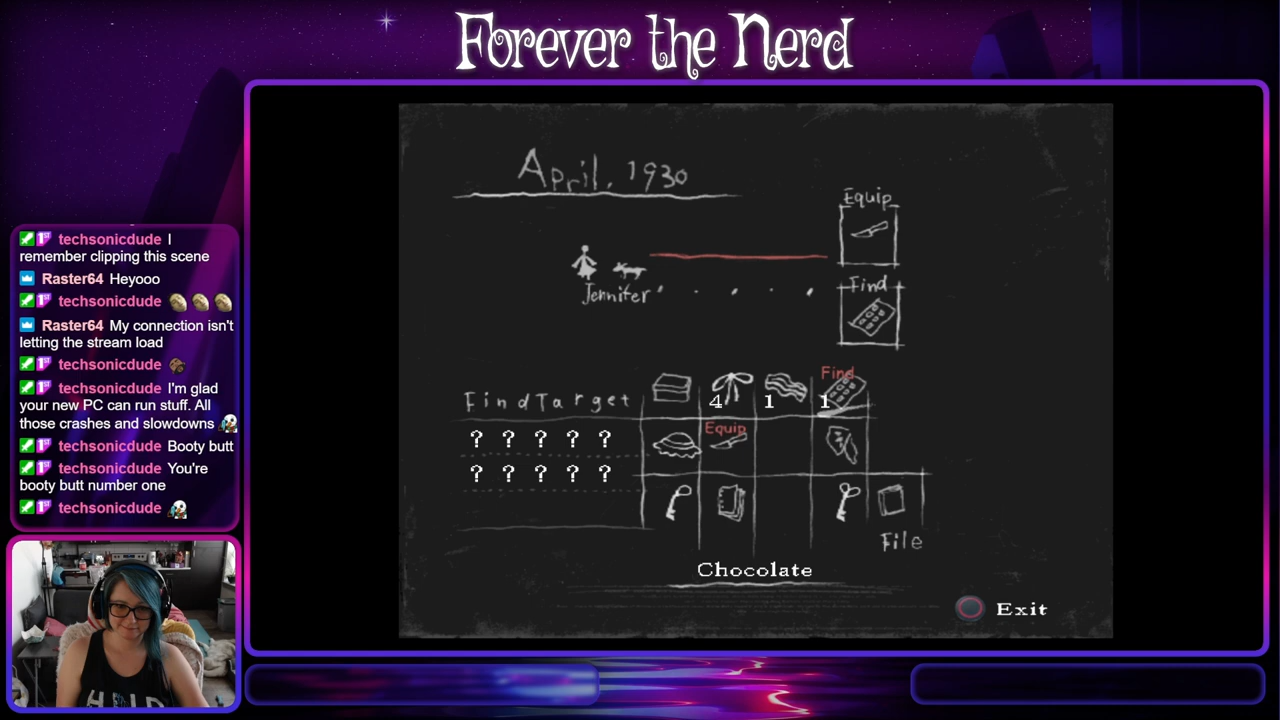 Forever the Nerd
techsonicdude I
remember clipping this scene
Raster64 Heyooo
techsonicdude
Raster64 My connection isn't
letting the stream load
techsonicdude
techsonicdude I'm glad
your new PC can run stuff. All
those crashes and slowdowns
techsonicdude Booty butt
techsonicdude You're
booty butt number one
techsonicdude
April, 1930
Equip
Jennifer
Find
FindTarget
4
1
Find
1
? ? ? ? ?
Equip
? ? ? ? ?
File
Chocolate
Exit